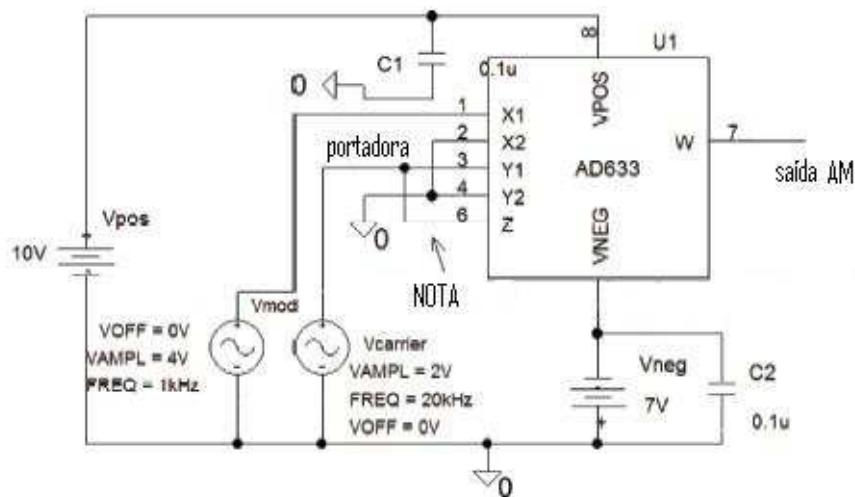 8
U1
C1
0.1u
0
VPOS
1
X1
2
X2
W
7
portadora
3
Y1
AD633
4
Y2
saída AM
0
6
Z
VNEG
Vpos
10V
NOTA
Vmod
VOFF = 0V
VAMPL = 4V
FREQ = 1kHz
Vcarrier
VAMPL = 2V
FREQ = 20kHz
VOFF = 0V
Vneg
7V
C2
0.1u
0